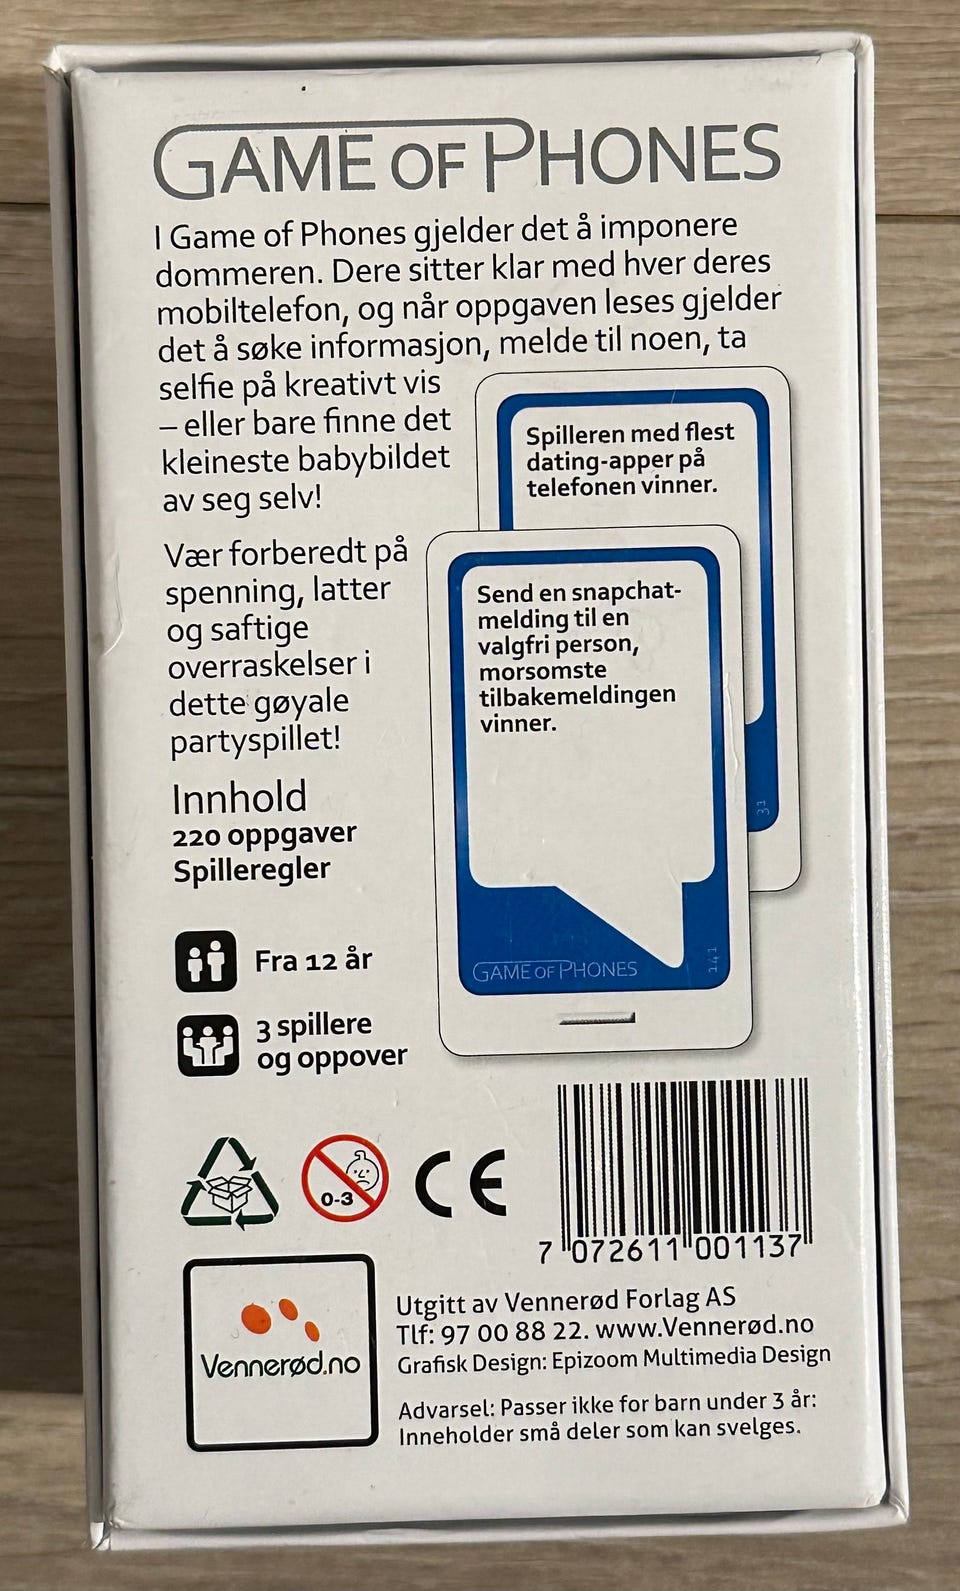 GAME OF PHONES
I Game of Phones gjelder det å imponere
dommeren. Dere sitter klar med hver deres
mobiltelefon, og når oppgaven leses gjelder
det å søke informasjon, melde til noen, ta
selfie på kreativt vis
– eller bare finne det
kleineste babybildet
av seg selv!
Vær forberedt på
spenning, latter
og saftige
overraskelser i
dette gøyale
partyspillet!
Spilleren med flest
dating-apper på
telefonen vinner.
31
Send en snapchat-
melding til en
valgfri person,
morsomste
tilbakemeldingen
vinner.
GAME OF PHONES
141
Innhold
220 oppgaver
Spilleregler
Fra 12 år
3 spillere
og oppover
0-3
CE
7 072611 001137
Vennerød.no
Utgitt av Vennerød Forlag AS
Tlf: 97 00 88 22. www.Vennerød.no
Grafisk Design: Epizoom Multimedia Design
Advarsel: Passer ikke for barn under 3 år:
Inneholder små deler som kan svelges.